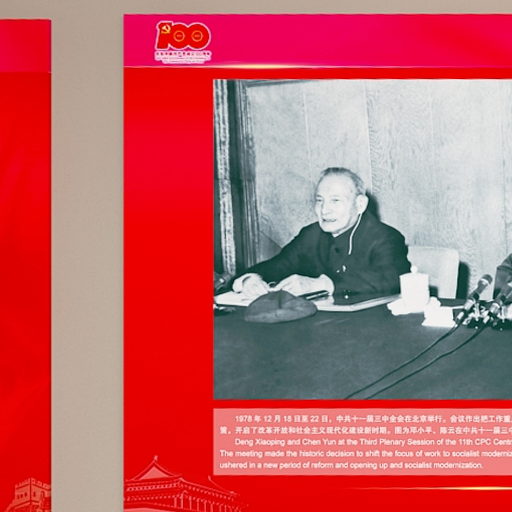 100
1978 年 12 月 18 日至 22 日，中共十一届三中全会在北京举行。会议作出把工作重
策，开启了改革开放和社会主义现代化建设新时期。图为邓小平、陈云在中共十一届三中
Deng Xiaoping and Chen Yun at the Third Plenary Session of the 11th CPC Cent
The meeting made the historic decision to shift the focus of work to socialist moderniz
ushered in a new period of reform and opening up and socialist modernization.